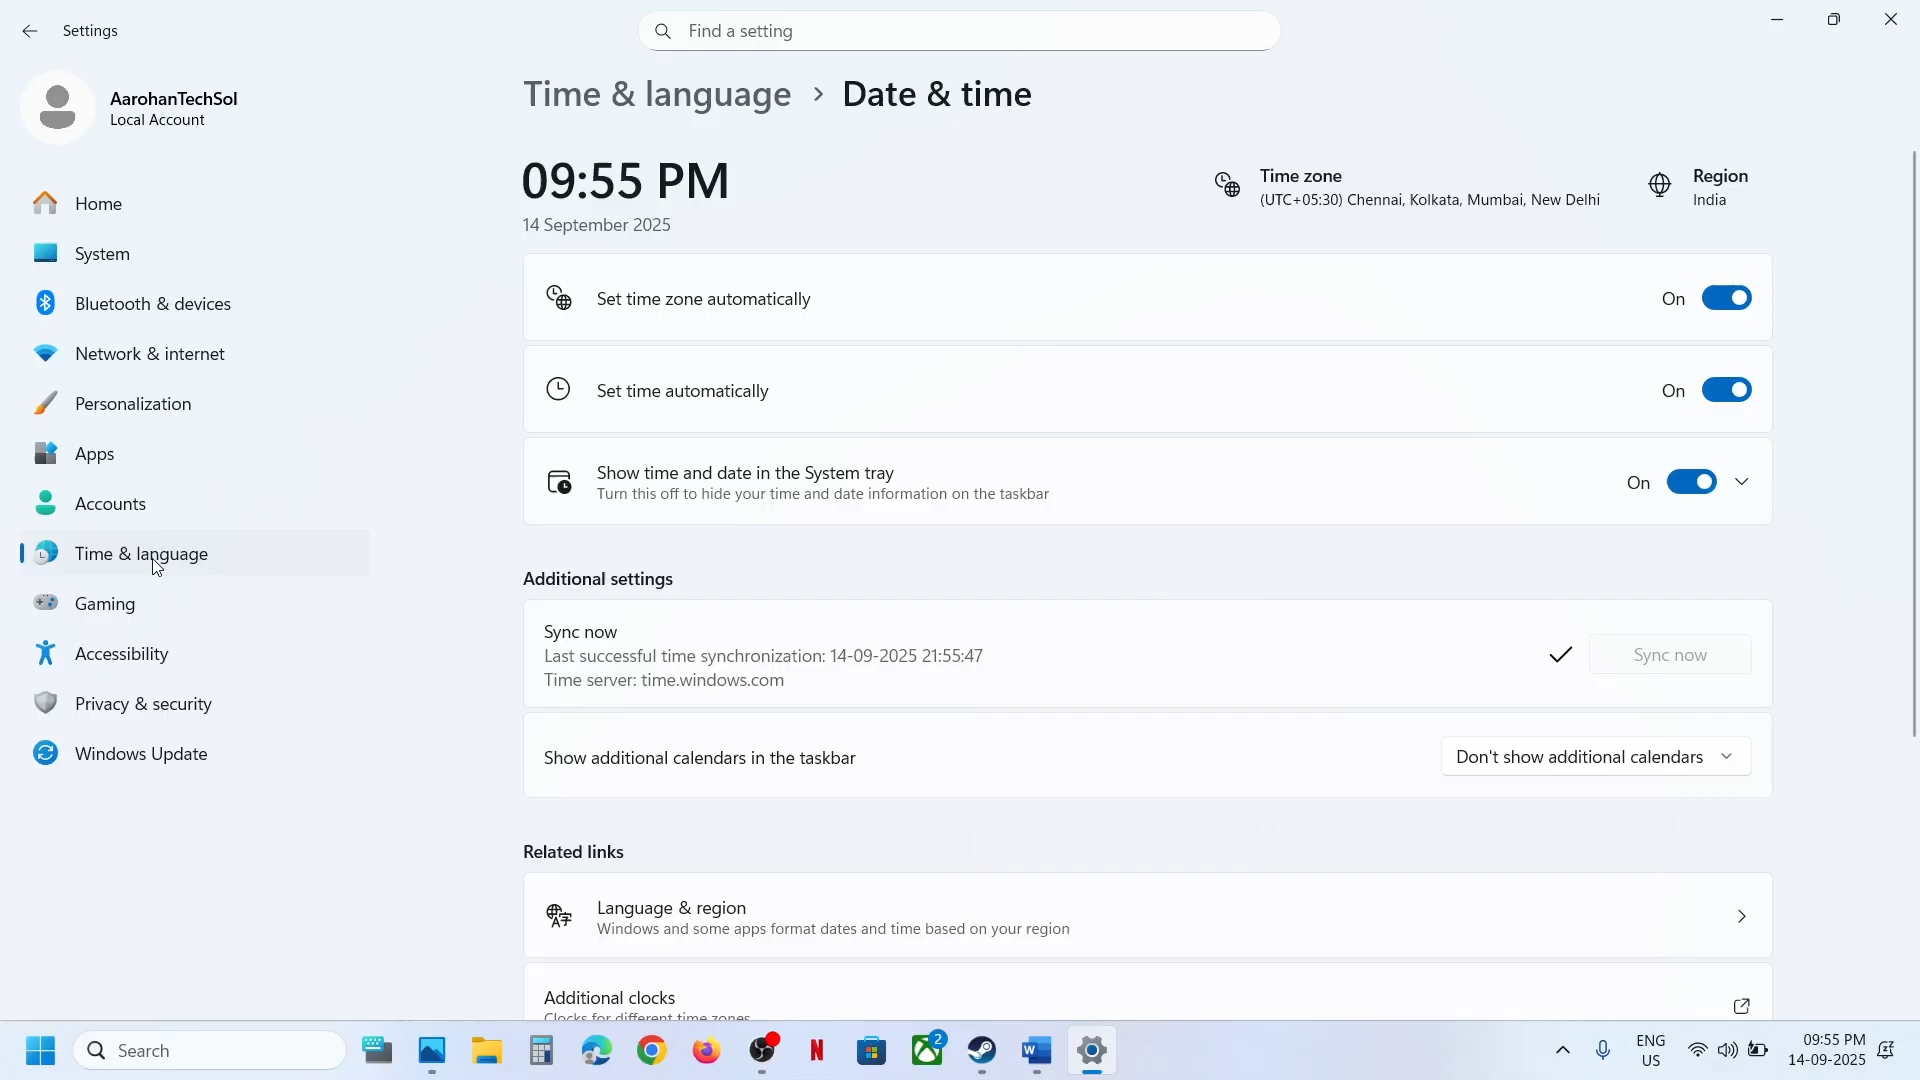 Settings
Find a setting
AarohanTechSol
Local Account
Home
System
Bluetooth & devices
Network & internet
Personalization
Apps
Accounts
Time & language
Gaming
Accessibility
Privacy & security
Windows Update
Time & language > Date & time
09:55 PM
14 September 2025
Time zone
(UTC+05:30) Chennai, Kolkata, Mumbai, New Delhi
Region
India
Set time zone automatically
On
Set time automatically
On
Show time and date in the System tray
Turn this off to hide your time and date information on the taskbar
On
Additional settings
Sync now
Last successful time synchronization: 14-09-2025 21:55:47
Time server: time.windows.com
Sync now
Show additional calendars in the taskbar
Don't show additional calendars
Related links
Language & region
Windows and some apps format dates and time based on your region
Additional clocks
Clocks for different time zones
Search
2
ENG
US
09:55 PM
14-09-2025